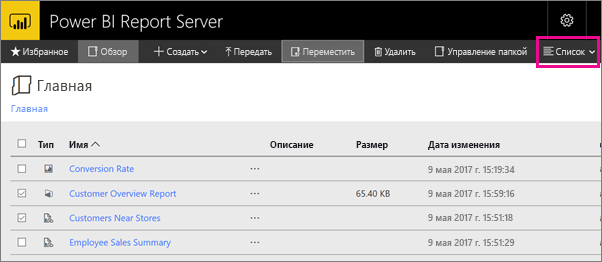 Power BI Report Server
Избранное Обзор Создать Передать Переместить Удалить Управление папкой Список
Главная
Главная
Тип Имя Описание Размер Дата изменения
Conversion Rate ... 9 мая 2017 г. 15:19:34
Customer Overview Report ... 65.40 KB 9 мая 2017 г. 15:59:16
Customers Near Stores ... 9 мая 2017 г. 15:51:18
Employee Sales Summary ... 9 мая 2017 г. 15:51:29